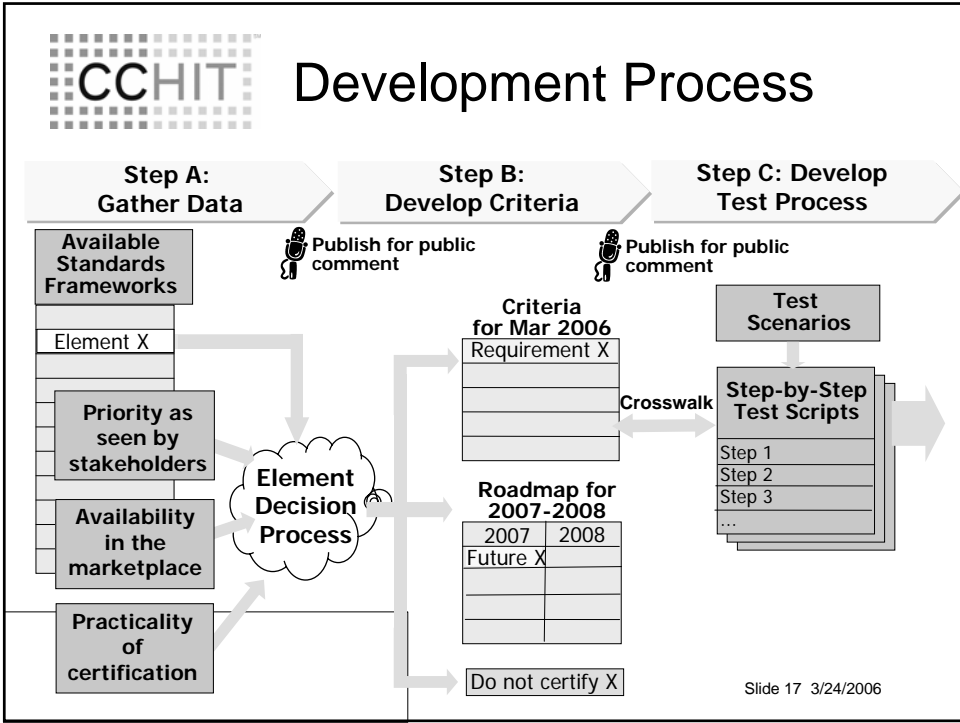 CCHIT™
Development Process
Step A:
Gather Data
Step B:
Develop Criteria
Step C: Develop
Test Process
Available
Standards
Frameworks
Publish for public
comment
Publish for public
comment
Element X
Priority as
seen by
stakeholders
Availability
in the
marketplace
Practicality
of
certification
Element
Decision
Process
Criteria
for Mar 2006
Requirement X
Roadmap for
2007-2008
2007 2008
Future X
Do not certify X
Crosswalk
Test
Scenarios
Step-by-Step
Test Scripts
Step 1
Step 2
Step 3
...
Slide 17 3/24/2006